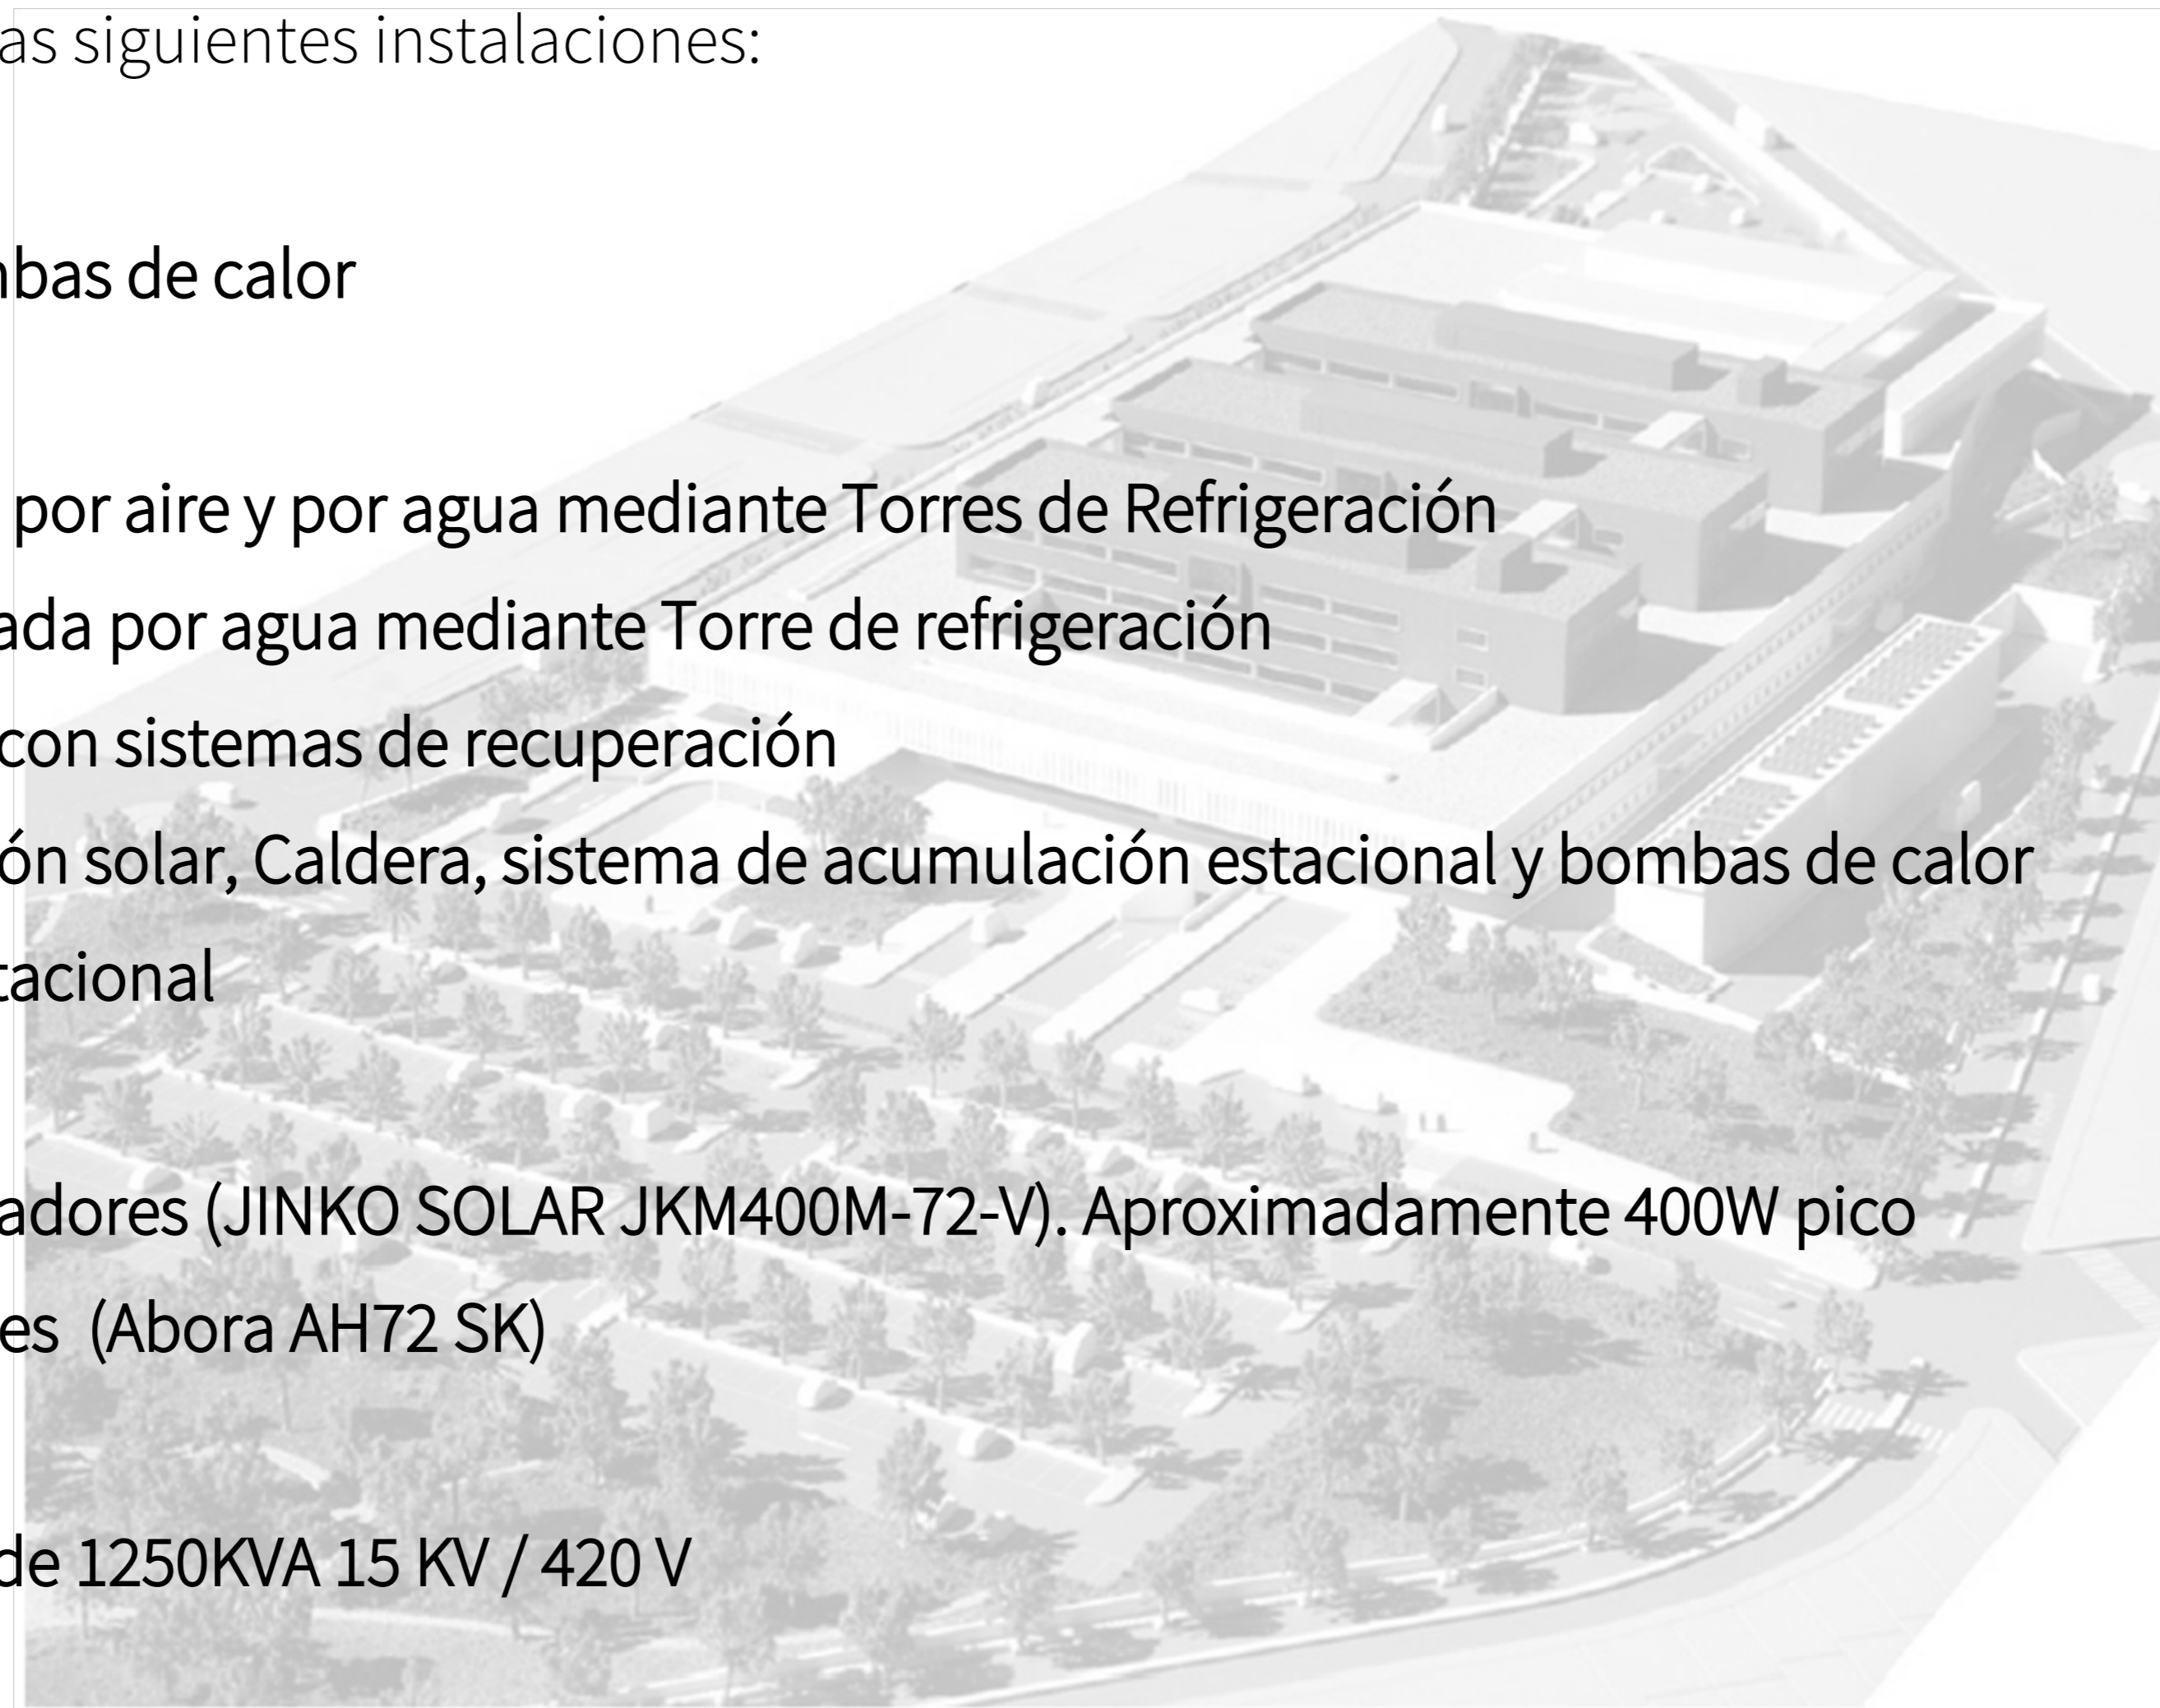 as siguientes instalaciones:
bas de calor
por aire y por agua mediante Torres de Refrigeración
ada por agua mediante Torre de refrigeración
con sistemas de recuperación
ón solar, Caldera, sistema de acumulación estacional y bombas de calor
tacional
adores (JINKO SOLAR JKM400M-72-V). Aproximadamente 400W pico
es (Abora AH72 SK)
de 1250KVA 15 KV / 420 V